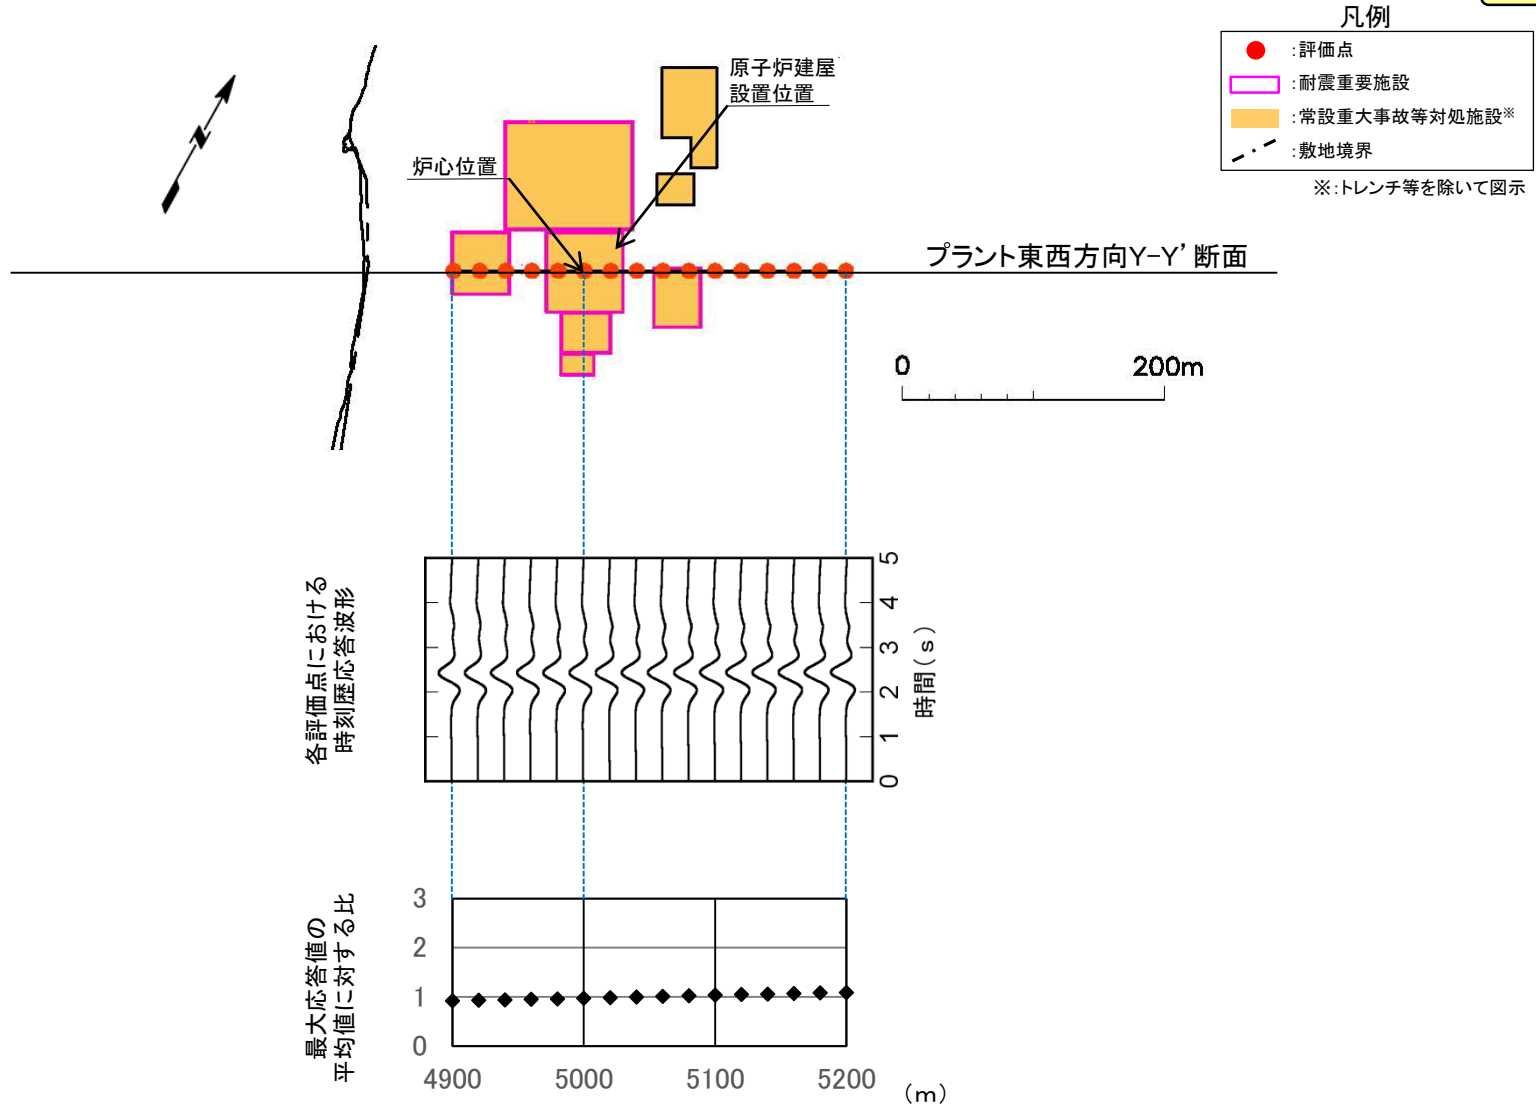 凡例
:評価点
:耐震重要施設
:常設重大事故等対処施設※
:敷地境界
※:トレンチ等を除いて図示
N
原子炉建屋
設置位置
炉心位置
プラント東西方向Y-Y’断面
0 200m
各評価点における
時刻歴応答波形
5
4
3
2
1
0
時間(s)
最大応答値の
平均値に対する比
3
2
1
0
4900 5000 5100 5200 (m)